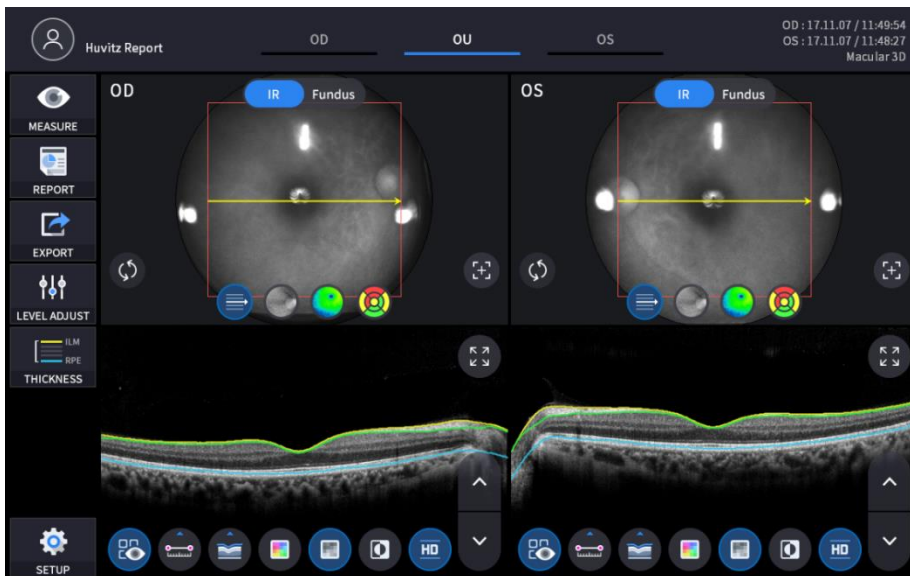 Huvitz Report
OD
OU
OS
OD : 17.11.07 / 11:49:54
OS : 17.11.07 / 11:48:27
Macular 3D
MEASURE
REPORT
EXPORT
LEVEL ADJUST
ILM
RPE
THICKNESS
SETUP
OD
IR
Fundus
HD
OS
IR
Fundus
HD